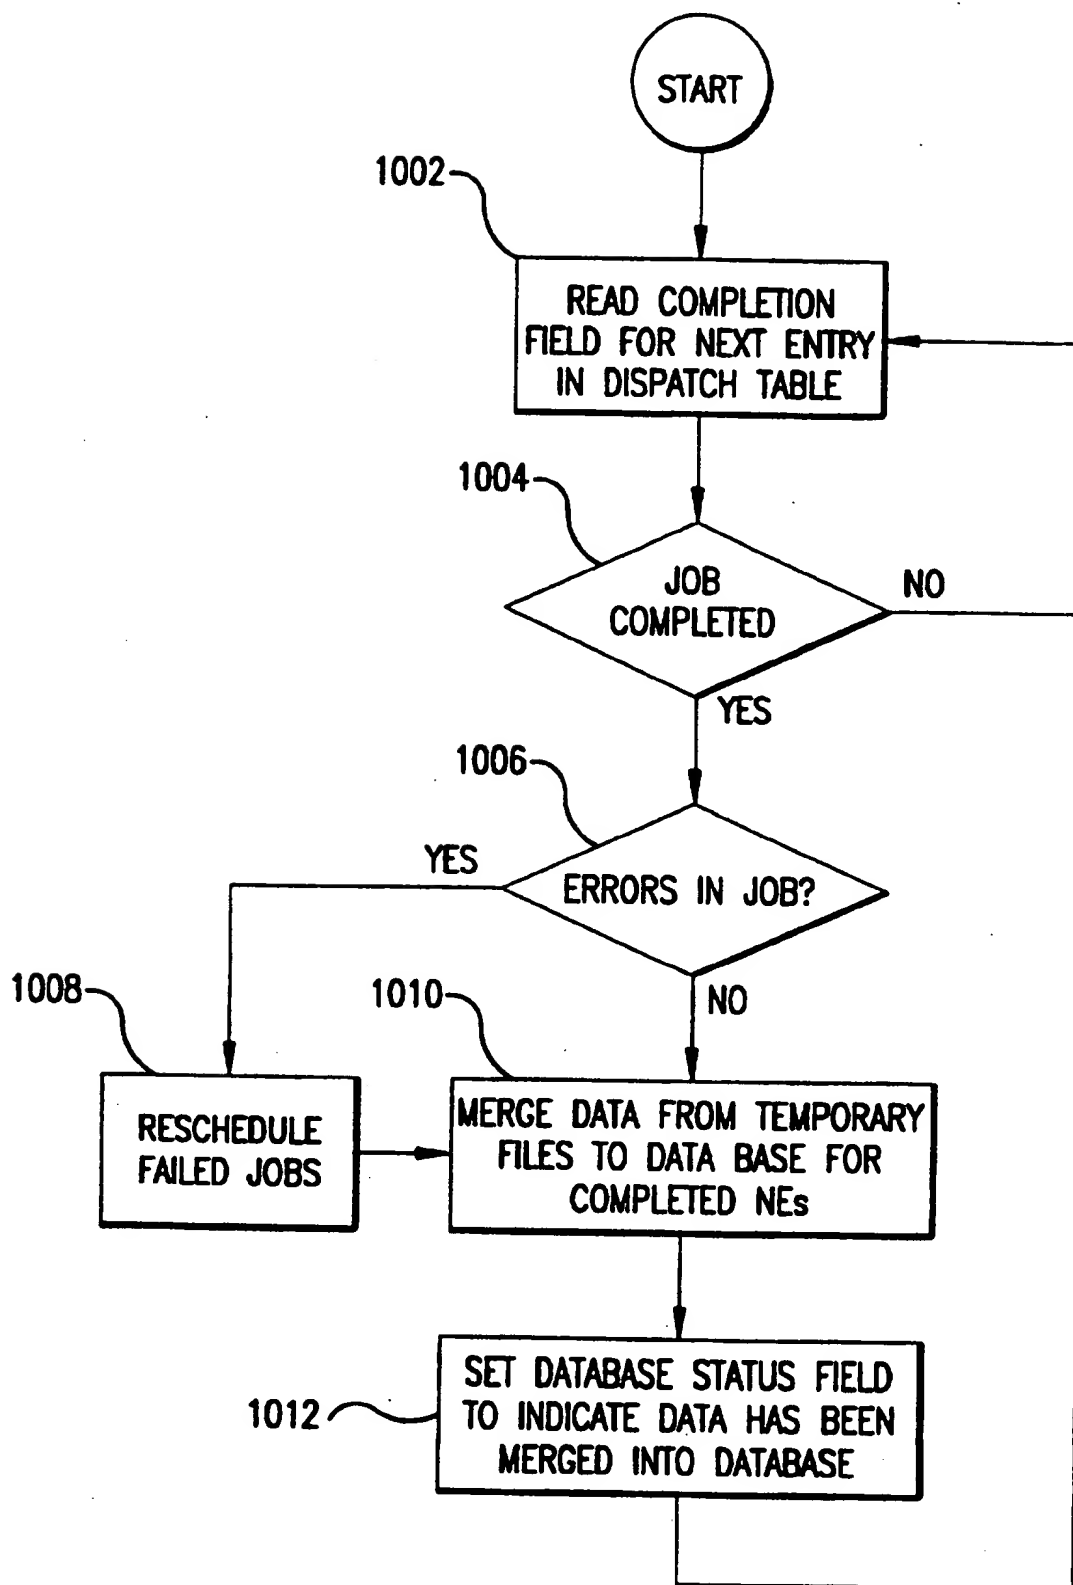 START
1002
READ COMPLETION
FIELD FOR NEXT ENTRY
IN DISPATCH TABLE
1004
JOB
COMPLETED
NO
YES
1006
YES
ERRORS IN JOB?
NO
1008
1010
RESCHEDULE
FAILED JOBS
MERGE DATA FROM TEMPORARY
FILES TO DATA BASE FOR
COMPLETED NEs
1012
SET DATABASE STATUS FIELD
TO INDICATE DATA HAS BEEN
MERGED INTO DATABASE